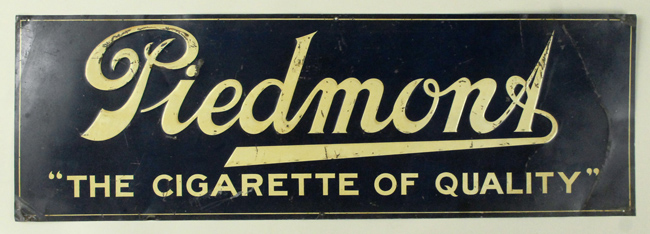 Piedmont
"THE CIGARETTE OF QUALITY"